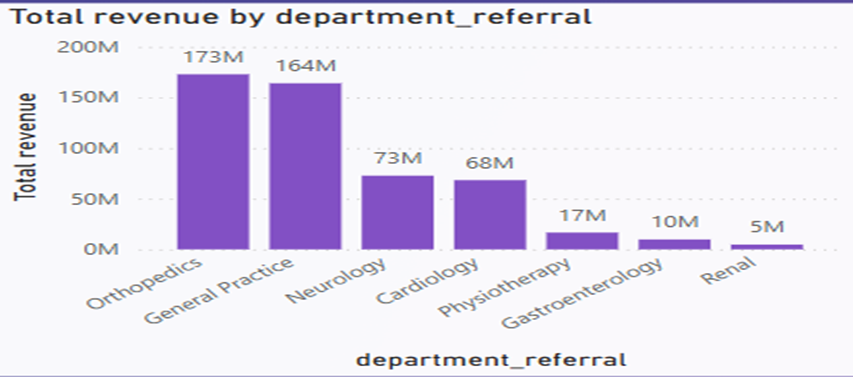 Total revenue by department_referral
200M
150M
100M
50M
0M
Total revenue
173M
164M
73M
68M
17M
10M
5M
Orthopedics
General Practice
Neurology
Cardiology
Physiotherapy
Gastroenterology
Renal
department_referral